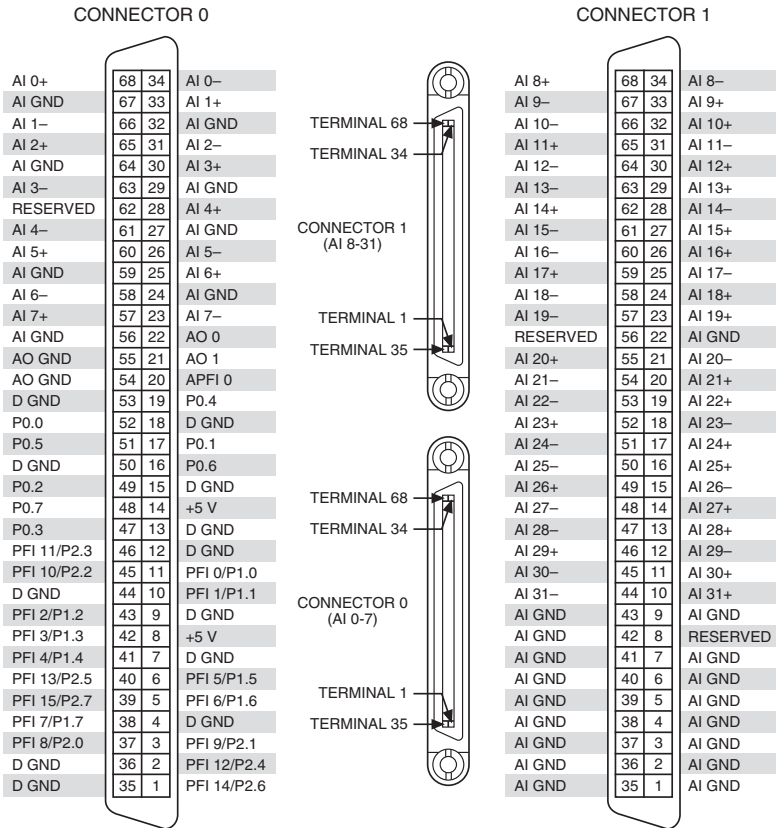 CONNECTOR 0
AI 0+ 68 34 AI 0–
AI GND 67 33 AI 1+
AI 1– 66 32 AI GND
AI 2+ 65 31 AI 2–
AI GND 64 30 AI 3+
AI 3– 63 29 AI GND
RESERVED 62 28 AI 4+
AI 4– 61 27 AI GND
AI 5+ 60 26 AI 5–
AI GND 59 25 AI 6+
AI 6– 58 24 AI GND
AI 7+ 57 23 AI 7–
AI GND 56 22 AO 0
AO GND 55 21 AO 1
AO GND 54 20 APFI 0
D GND 53 19 P0.4
P0.0 52 18 D GND
P0.5 51 17 P0.1
D GND 50 16 P0.6
P0.2 49 15 D GND
P0.7 48 14 +5 V
P0.3 47 13 D GND
PFI 11/P2.3 46 12 D GND
PFI 10/P2.2 45 11 PFI 0/P1.0
D GND 44 10 PFI 1/P1.1
PFI 2/P1.2 43 9 D GND
PFI 3/P1.3 42 8 +5 V
PFI 4/P1.4 41 7 D GND
PFI 13/P2.5 40 6 PFI 5/P1.5
PFI 15/P2.7 39 5 PFI 6/P1.6
PFI 7/P1.7 38 4 D GND
PFI 8/P2.0 37 3 PFI 9/P2.1
D GND 36 2 PFI 12/P2.4
D GND 35 1 PFI 14/P2.6
TERMINAL 68
TERMINAL 34
CONNECTOR 1
(AI 8-31)
TERMINAL 1
TERMINAL 35
TERMINAL 68
TERMINAL 34
CONNECTOR 0
(AI 0-7)
TERMINAL 1
TERMINAL 35
CONNECTOR 1
AI 8+ 68 34 AI 8–
AI 9– 67 33 AI 9+
AI 10– 66 32 AI 10+
AI 11+ 65 31 AI 11–
AI 12– 64 30 AI 12+
AI 13– 63 29 AI 13+
AI 14+ 62 28 AI 14–
AI 15– 61 27 AI 15+
AI 16– 60 26 AI 16+
AI 17+ 59 25 AI 17–
AI 18– 58 24 AI 18+
AI 19– 57 23 AI 19+
RESERVED 56 22 AI GND
AI 20+ 55 21 AI 20–
AI 21– 54 20 AI 21+
AI 22– 53 19 AI 22+
AI 23+ 52 18 AI 23–
AI 24– 51 17 AI 24+
AI 25– 50 16 AI 25+
AI 26+ 49 15 AI 26–
AI 27– 48 14 AI 27+
AI 28– 47 13 AI 28+
AI 29+ 46 12 AI 29–
AI 30– 45 11 AI 30+
AI 31– 44 10 AI 31+
AI GND 43 9 AI GND
AI GND 42 8 RESERVED
AI GND 41 7 AI GND
AI GND 40 6 AI GND
AI GND 39 5 AI GND
AI GND 38 4 AI GND
AI GND 37 3 AI GND
AI GND 36 2 AI GND
AI GND 35 1 AI GND